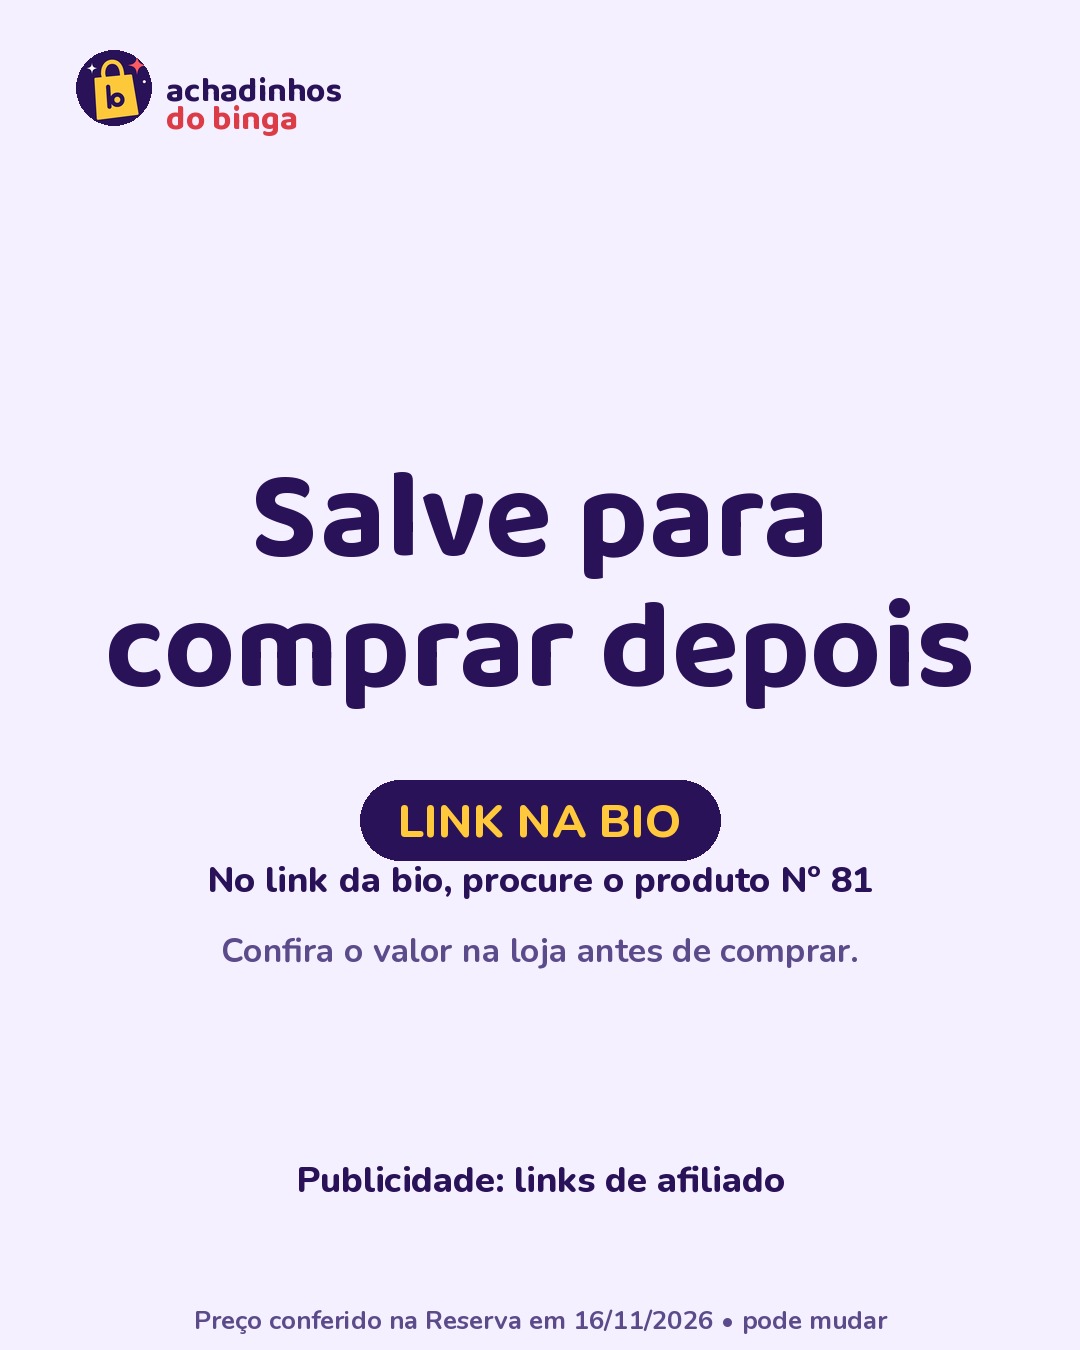 b
achadinhos
do binga
Salve para
comprar depois
LINK NA BIO
No link da bio, procure o produto Nº 81
Confira o valor na loja antes de comprar.
Publicidade: links de afiliado
Preço conferido na Reserva em 16/11/2026 • pode mudar